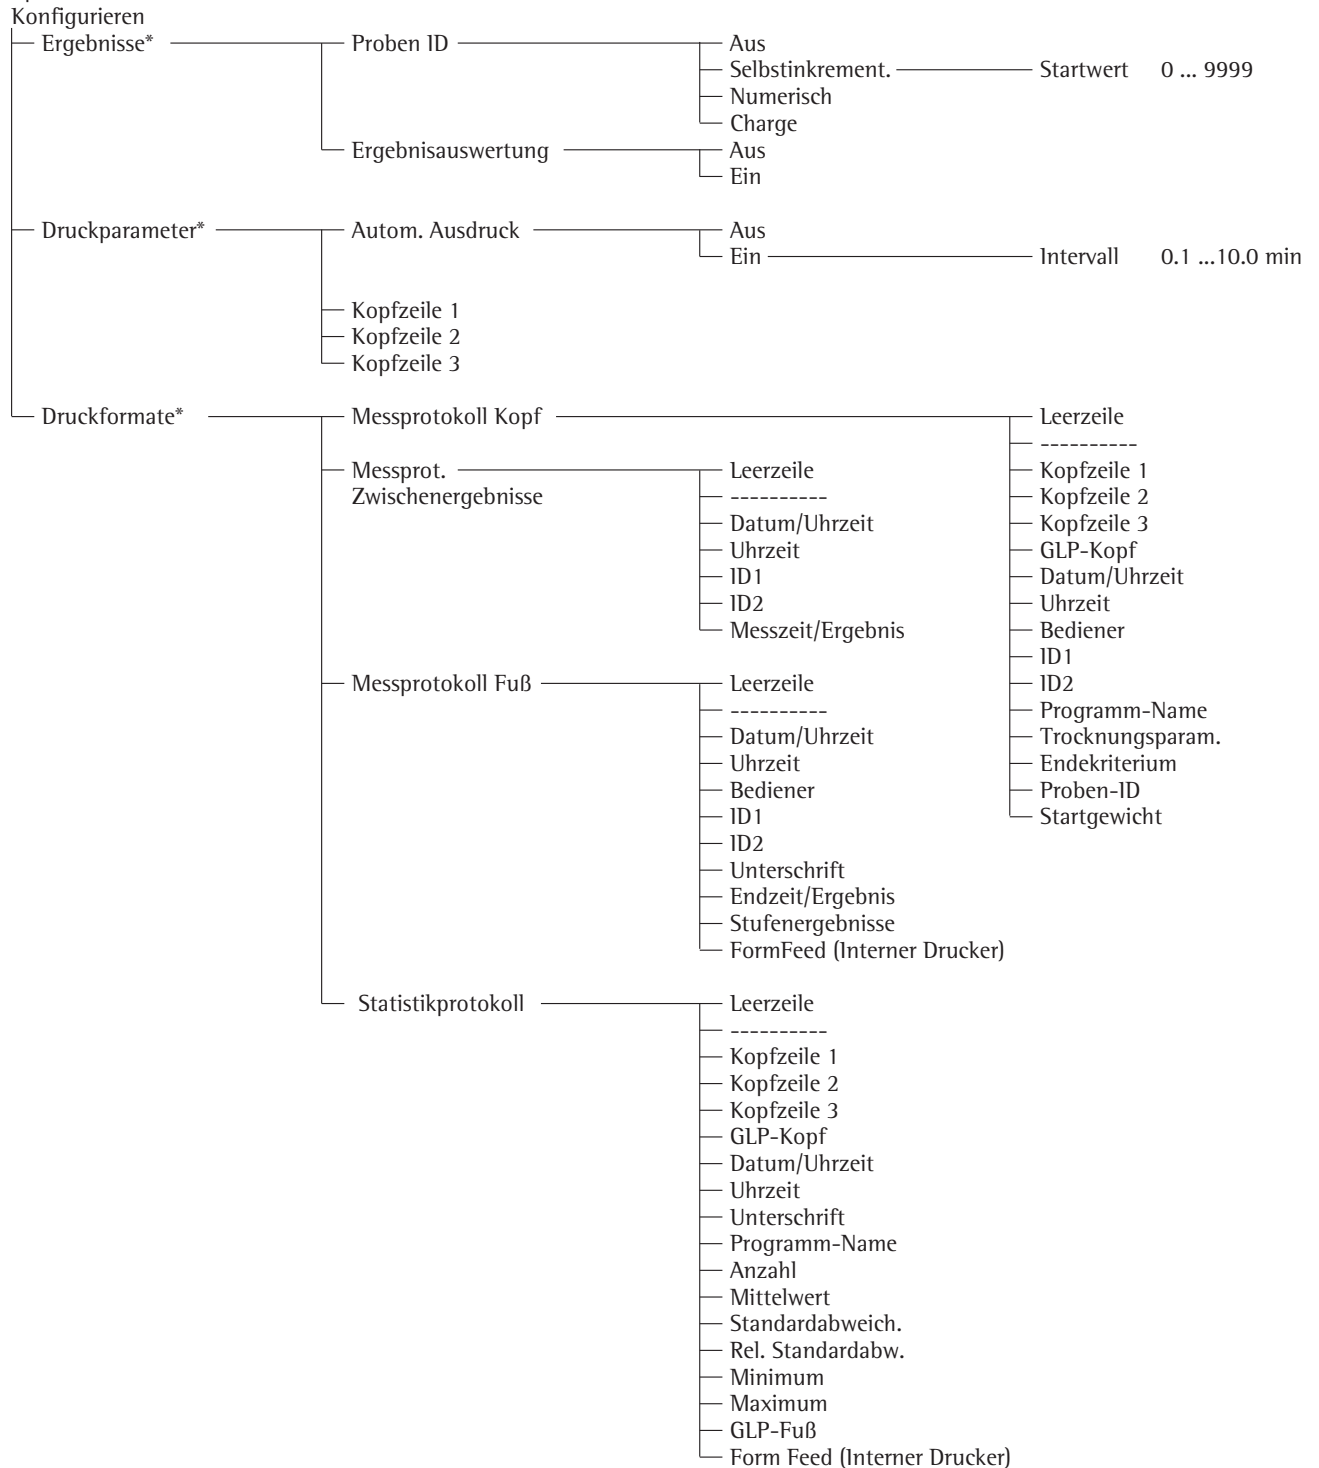 Konfigurieren
Ergebnisse* Proben ID Aus
Selbstinkrement. Startwert 0 ... 9999
Numerisch
Charge
Ergebnisauswertung Aus
Ein
Druckparameter* Autom. Ausdruck Aus
Ein Intervall 0.1 ...10.0 min
Kopfzeile 1
Kopfzeile 2
Kopfzeile 3
Druckformate* Messprotokoll Kopf Leerzeile
----------
Kopfzeile 1
Kopfzeile 2
Kopfzeile 3
GLP-Kopf
Datum/Uhrzeit
Uhrzeit
Bediener
ID1
ID2
Programm-Name
Trocknungsparam.
Endekriterium
Proben-ID
Startgewicht
Messprot. Leerzeile
Zwischenergebnisse ----------
Datum/Uhrzeit
Uhrzeit
ID1
ID2
Messzeit/Ergebnis
Messprotokoll Fuß Leerzeile
----------
Datum/Uhrzeit
Uhrzeit
Bediener
ID1
ID2
Unterschrift
Endzeit/Ergebnis
Stufenergebnisse
FormFeed (Interner Drucker)
Statistikprotokoll Leerzeile
----------
Kopfzeile 1
Kopfzeile 2
Kopfzeile 3
GLP-Kopf
Datum/Uhrzeit
Uhrzeit
Unterschrift
Programm-Name
Anzahl
Mittelwert
Standardabweich.
Rel. Standardabw.
Minimum
Maximum
GLP-Fuß
Form Feed (Interner Drucker)